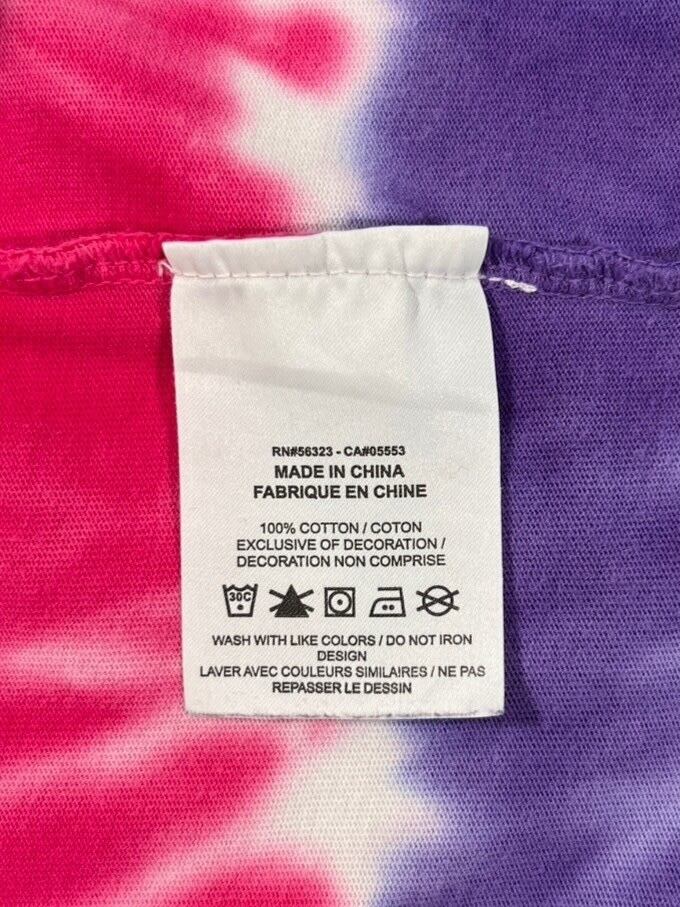 RN#56323 - CA#05553
MADE IN CHINA
FABRIQUE EN CHINE
100% COTTON / COTON
EXCLUSIVE OF DECORATION /
DECORATION NON COMPRISE
30C
WASH WITH LIKE COLORS / DO NOT IRON
DESIGN
LAVER AVEC COULEURS SIMILAIRES / NE PAS
REPASSER LE DESSIN